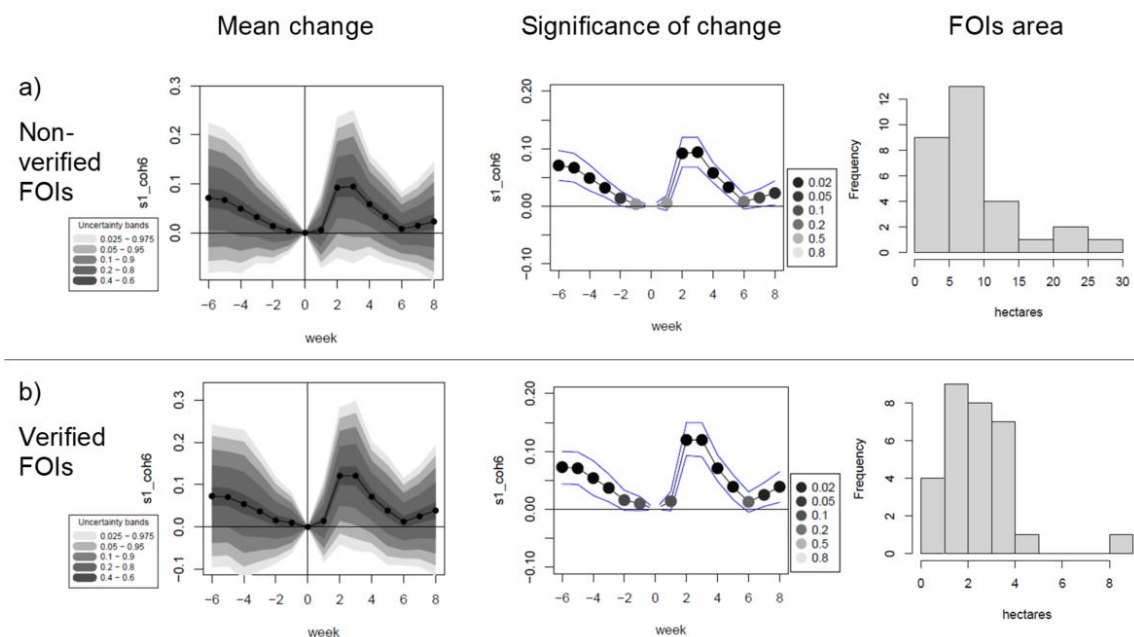 Mean change
Significance of change
FOIs area
a)
Non-
verified
FOIs
Uncertainty bands
0.025 – 0.975
0.05 – 0.95
0.1 – 0.9
0.2 – 0.8
0.4 – 0.6
s1_coh6
0.3
0.2
0.1
0.0
−6 −4 −2 0 2 4 6 8
week
s1_coh6
0.20
0.10
0.00
−0.10
−6 −4 −2 0 2 4 6 8
week
0.02
0.05
0.1
0.2
0.5
0.8
Frequency
12
10
8
6
4
2
0
0 5 10 15 20 25 30
hectares
b)
Verified
FOIs
Uncertainty bands
0.025 – 0.975
0.05 – 0.95
0.1 – 0.9
0.2 – 0.8
0.4 – 0.6
s1_coh6
0.3
0.2
0.1
0.0
−0.1
−6 −4 −2 0 2 4 6 8
week
s1_coh6
0.20
0.10
0.00
−0.10
−6 −4 −2 0 2 4 6 8
week
0.02
0.05
0.1
0.2
0.5
0.8
Frequency
8
6
4
2
0
0 2 4 6 8
hectares